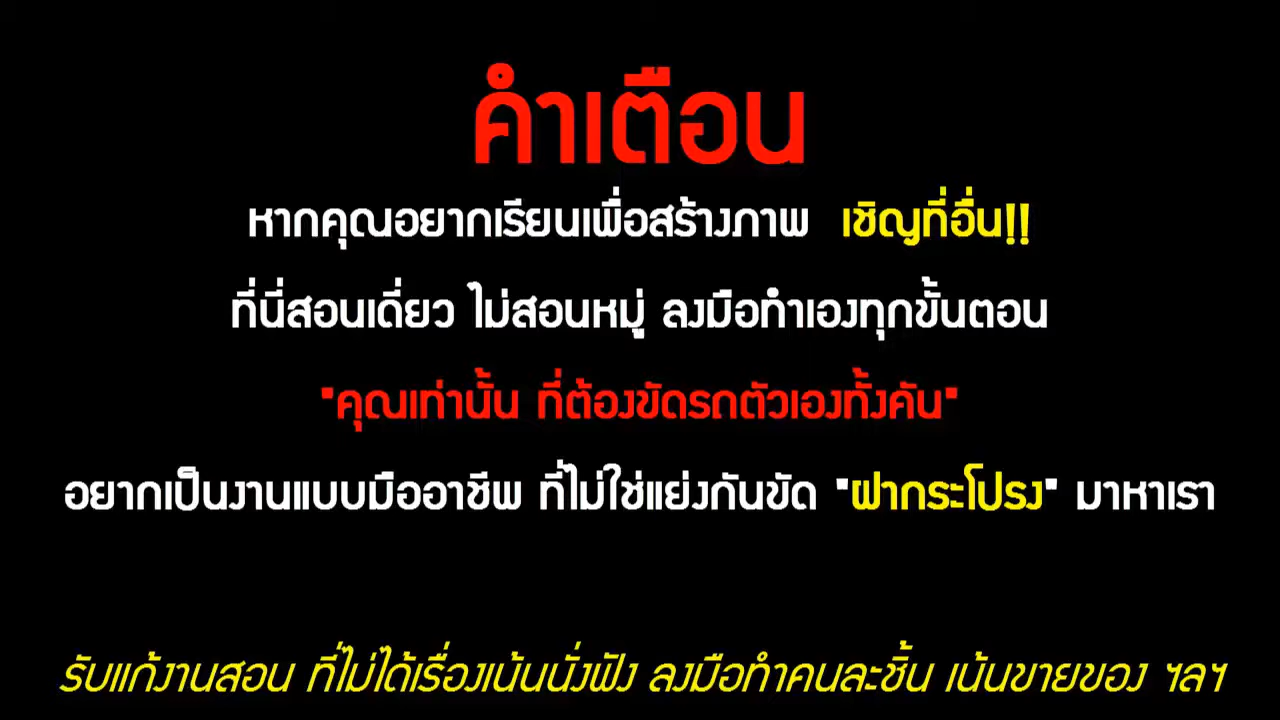 คำเตือน
หากคุณอยากเรียนเพื่อสร้างภาพ เชิญที่อื่น!!
ที่นี่สอนเดี่ยว ไม่สอนหมู่ ลงมือทำเองทุกขั้นตอน
"คุณเท่านั้น ที่ต้องขัดรถตัวเองทั้งคัน"
อยากเป็นงานแบบมืออาชีพ ที่ไม่ใช่แย่งกันขัด "ฝากระโปรง" มาหาเรา
รับแก้งานสอน ที่ไม่ได้เรื่องเน้นนั่งฟัง ลงมือทำคนละชิ้น เน้นขายของ ฯลฯ